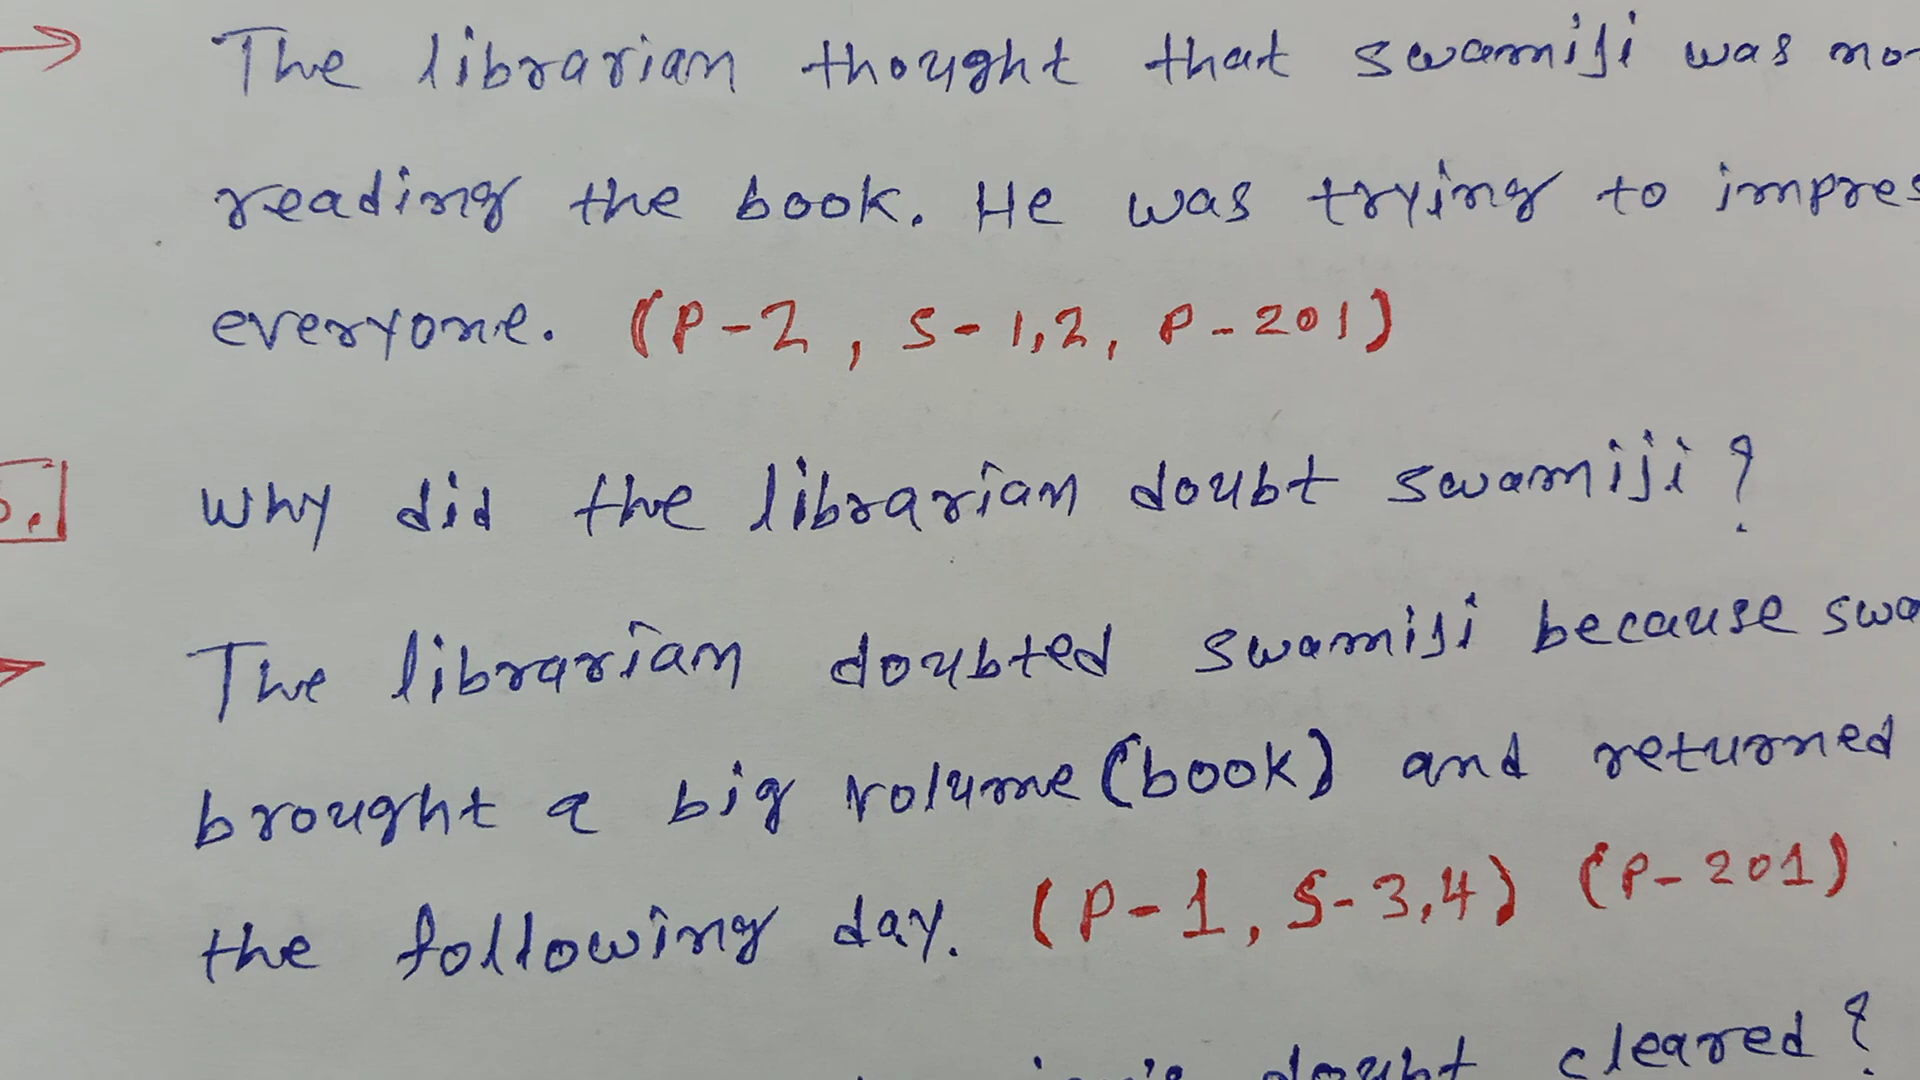 The librarian thought that swamiji was no
reading the book. He was trying to impres
everyone. (P-2, S-1,2, P-201)
Why did the librarian doubt swamiji?
The librarian doubted swamiji because swa
brought a big volume (book) and returned
the following day. (P-1, S-3,4) (P-201)
doubt cleared?